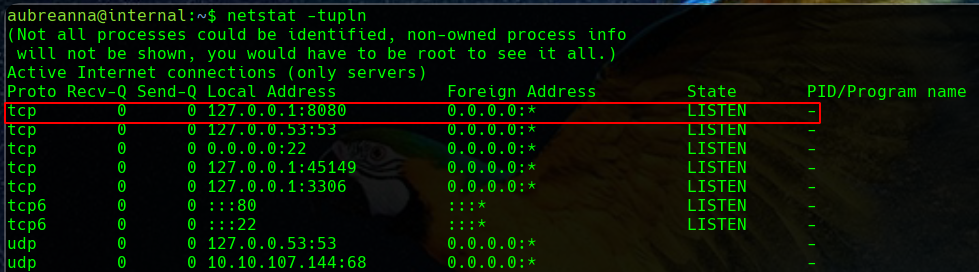 aubreanna@internal:~$ netstat -tupln
(Not all processes could be identified, non-owned process info
 will not be shown, you would have to be root to see it all.)
Active Internet connections (only servers)
Proto Recv-Q Send-Q Local Address           Foreign Address         State       PID/Program name
tcp        0      0 127.0.0.1:8080          0.0.0.0:*               LISTEN      -
tcp        0      0 127.0.0.53:53           0.0.0.0:*               LISTEN      -
tcp        0      0 0.0.0.0:22              0.0.0.0:*               LISTEN      -
tcp        0      0 127.0.0.1:45149         0.0.0.0:*               LISTEN      -
tcp        0      0 127.0.0.1:3306          0.0.0.0:*               LISTEN      -
tcp6       0      0 :::80                   :::*                    LISTEN      -
tcp6       0      0 :::22                   :::*                    LISTEN      -
udp        0      0 127.0.0.53:53           0.0.0.0:*                           -
udp        0      0 10.10.107.144:68        0.0.0.0:*                           -